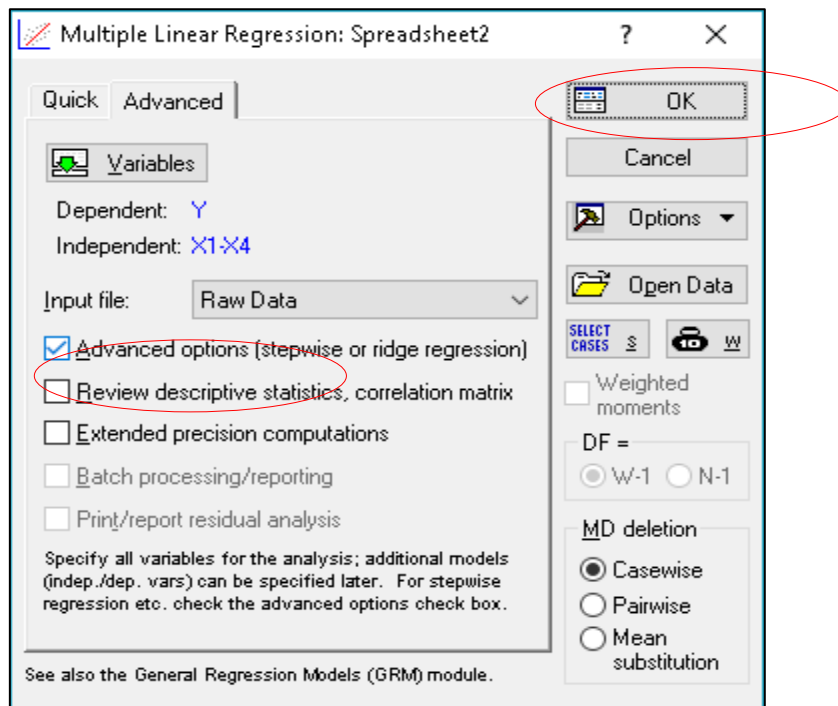 Multiple Linear Regression: Spreadsheet2
Quick
Advanced
Variables
Dependent: Y
Independent: X1-X4
Input file: Raw Data
Advanced options (stepwise or ridge regression)
Review descriptive statistics, correlation matrix
Extended precision computations
Batch processing/reporting
Print/report residual analysis
Specify all variables for the analysis; additional models
(indep./dep. vars) can be specified later. For stepwise
regression etc. check the advanced options check box.
See also the General Regression Models (GRM) module.
OK
Cancel
Options
Open Data
SELECT
CASES S
W
Weighted
moments
DF =
W-1 N-1
MD deletion
Casewise
Pairwise
Mean
substitution